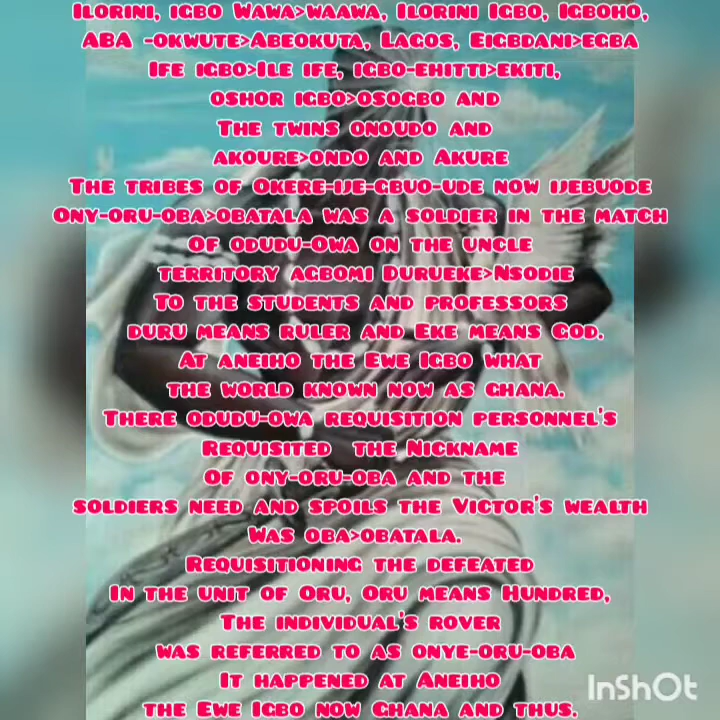 Ilorini, igbo Wawa>waawa, Ilorini Igbo, Igboho,
ABA -okwute>Abeokuta, Lagos, Eigbdani>egba
Ife igbo>Ile ife, igbo-ehitti>ekiti,
oshor igbo>osogbo and
The twins onoudo and
akoure>ondo and Akure
The tribes of Okere-ije-gbuo-ude now ijebuode
Ony-oru-oba>obatala was a soldier in the match
Of odudu-Owa on the uncle
territory agbomi Durueke>Nsodie
To the students and professors
duru means ruler and Eke means God.
At aneiho the Ewe Igbo what
the world known now as ghana.
There odudu-owa requisition personnel's
Requisited the Nickname
Of ony-oru-oba and the
soldiers need and spoils the Victor's wealth
Was oba>obatala.
Requisitioning the defeated
In the unit of Oru, Oru means Hundred,
The individual's rover
was referred to as onye-oru-oba
It happened at Aneiho
the Ewe Igbo now Ghana and thus.
InShOt